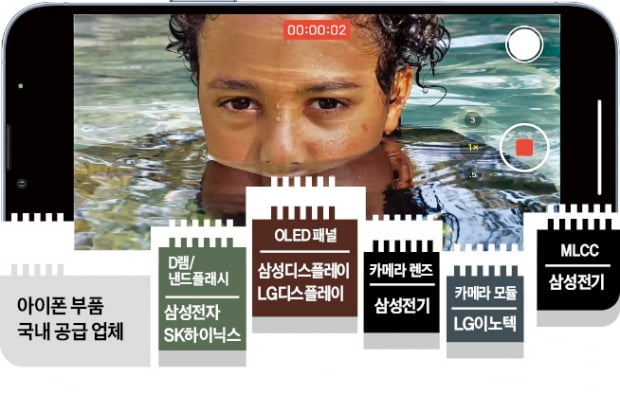 00:00:02
3
1×
.5
아이폰 부품
국내 공급 업체
D램/
낸드플래시
삼성전자
SK하이닉스
OLED 패널
삼성디스플레이
LG디스플레이
카메라 렌즈
삼성전기
카메라 모듈
LG이노텍
MLCC
삼성전기